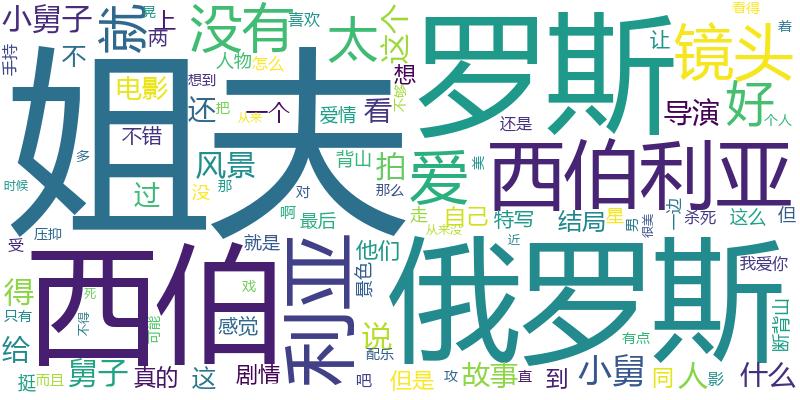 小舅子
就
上
两
晃
没有
喜欢
太
这个
罗斯
看得
让
着
镜头
手持
不
姐夫
电影
还
想到
人物
怎么
把
一个
从来
爱情
看
想
不够
导演
好
个人
不错
多
过
风景
没
那
背山
拍
爱
还是
美
西伯利亚
时候
受
压抑
对
啊
最后
那么
走
自己
从来没
特写
近
结局
星
男
很美
一边
杀死
这么
但
就是
西伯
利亚
他们
景色
俄罗斯
我爱你
得
只有
给
死
不得
戏
可能
感觉
说
配乐
有点
断背山
挺
而且
舅子
真的
这
剧情
吧
但是
攻
故事
直
到
小舅
同
人
影
什么